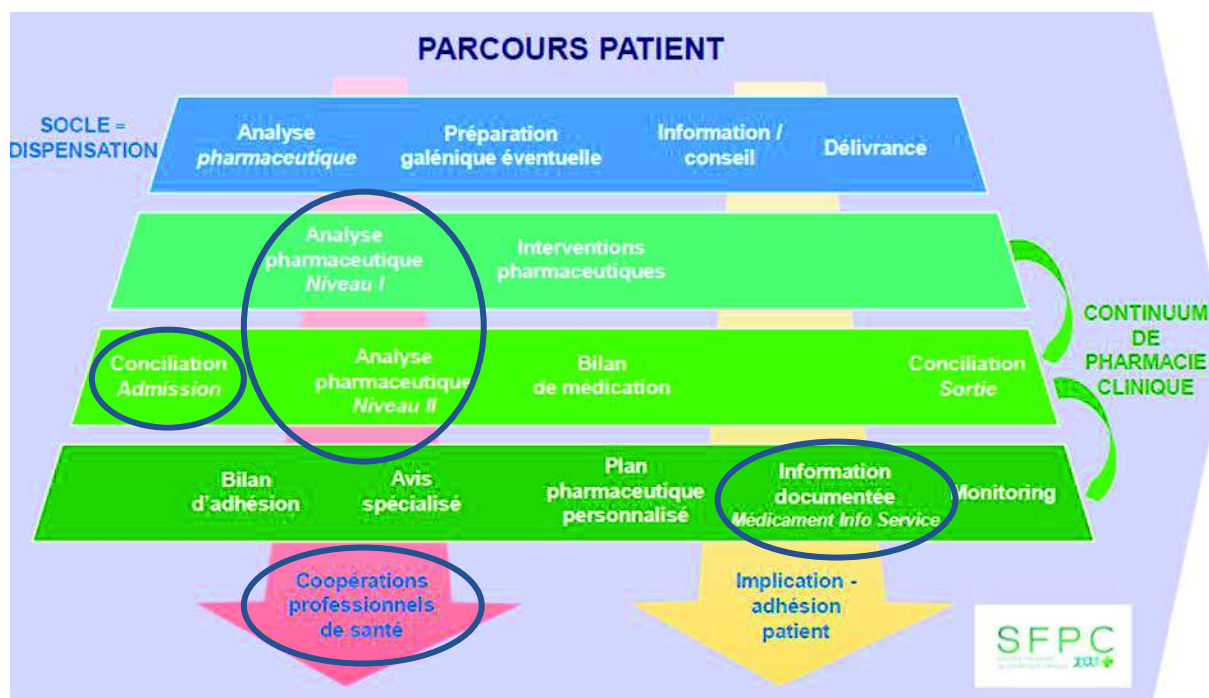 PARCOURS PATIENT
SOCLE =
DISPENSATION
Analyse
pharmaceutique
Préparation
galénique éventuelle
Information /
conseil
Délivrance
Analyse
pharmaceutique
Niveau I
Interventions
pharmaceutiques
Conciliation
Admission
Analyse
pharmaceutique
Niveau II
Bilan
de médication
Conciliation
Sortie
CONTINUUM
DE
PHARMACIE
CLINIQUE
Bilan
d'adhésion
Avis
spécialisé
Plan
pharmaceutique
personnalisé
Information
documentée
Médicament Info Service
Monitoring
Coopérations
professionnels
de santé
Implication -
adhésion
patient
SFPC